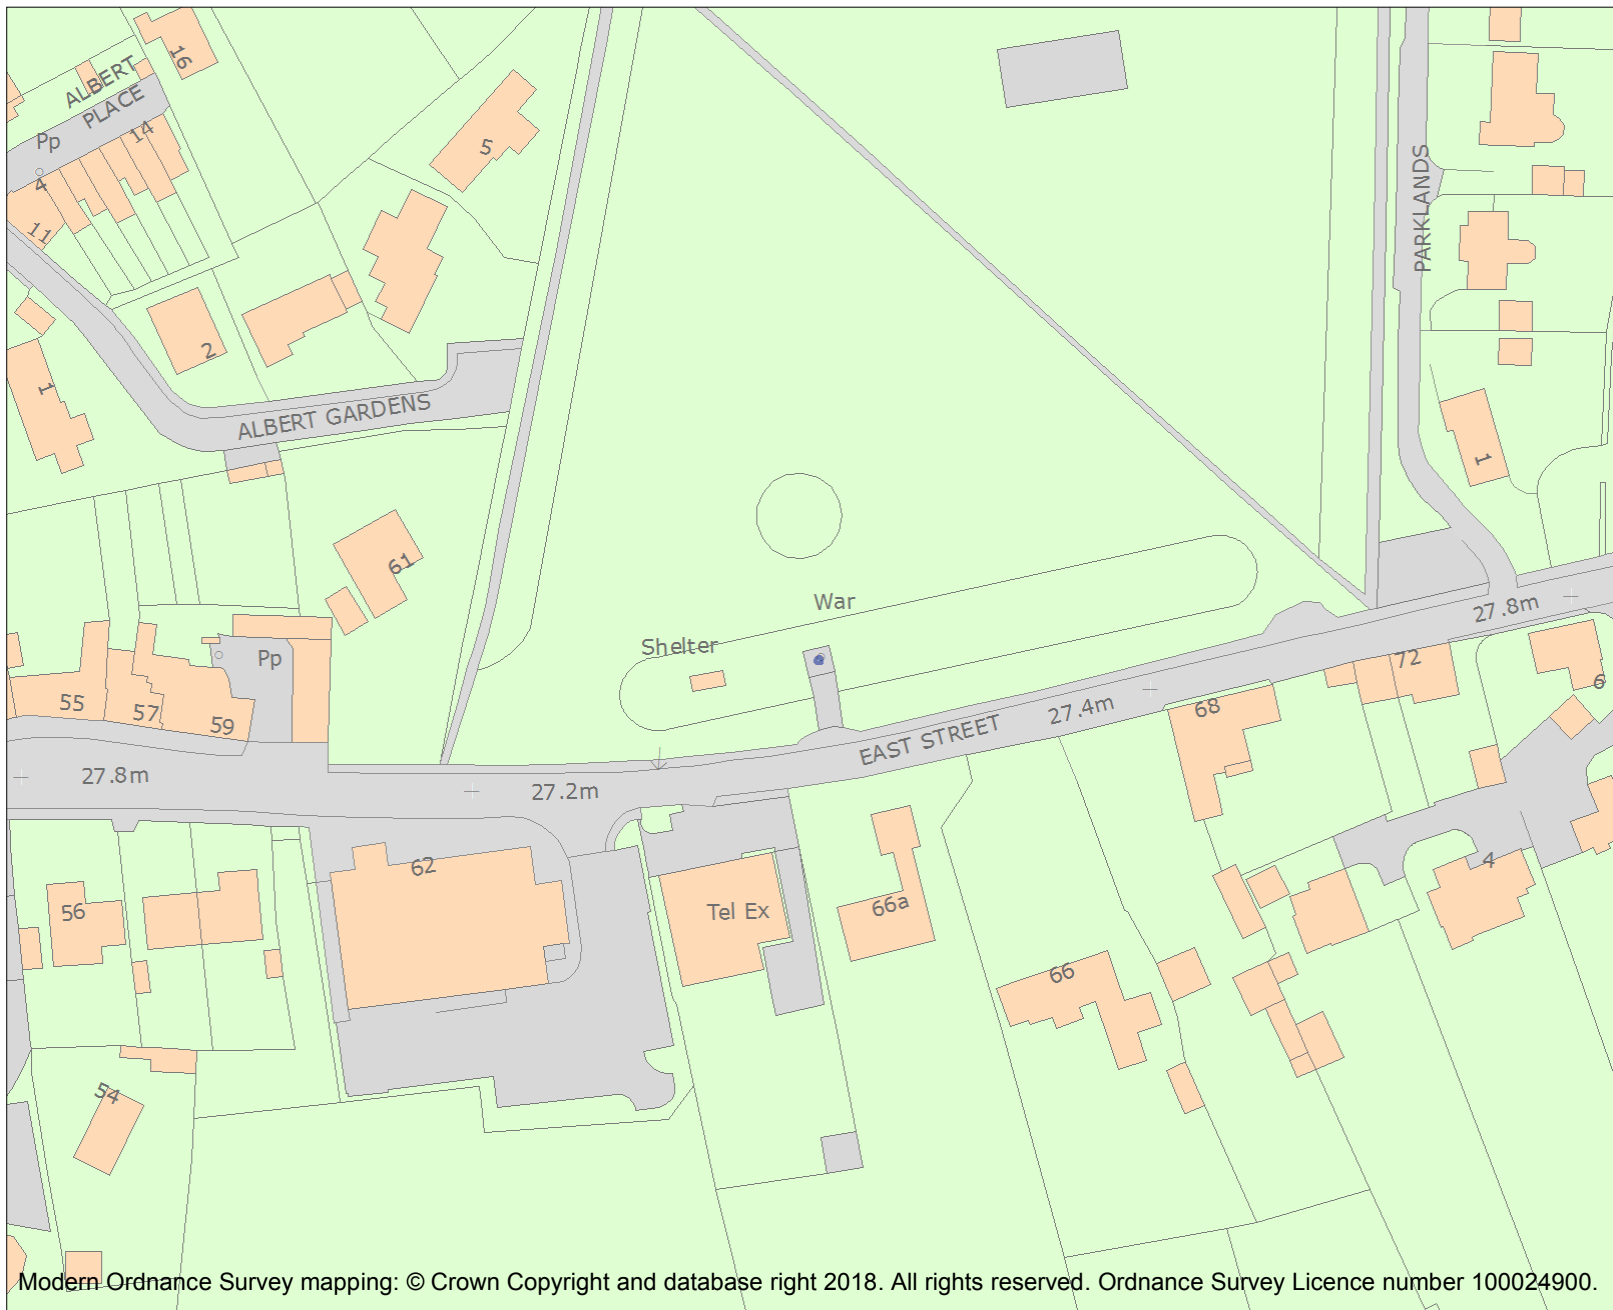 16
ALBERT
PLACE
Pp
14
4
11
5
PARKLANDS
2
1
ALBERT GARDENS
1
61
War
Shelter
27.8m
Pp
72
6
55
57
59
68
27.4m
EAST STREET
27.8m
27.2m
62
4
56
Tel Ex
66a
66
54
Modern Ordnance Survey mapping: © Crown Copyright and database right 2018. All rights reserved. Ordnance Survey Licence number 100024900.